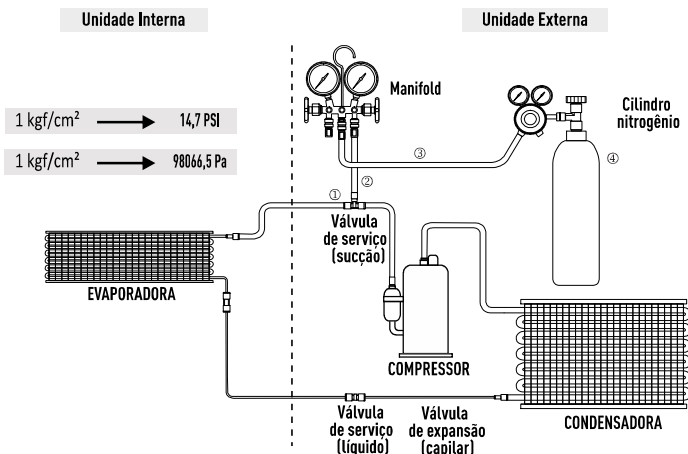 Unidade Interna
Unidade Externa
Manifold
Cilindro
nitrogênio
1 kgf/cm² 14,7 PSI
1 kgf/cm² 98066,5 Pa
③
④
②
①
Válvula
de serviço
(sucção)
EVAPORADORA
COMPRESSOR
Válvula
de serviço
(líquido)
Válvula
de expansão
(capilar)
CONDENSADORA